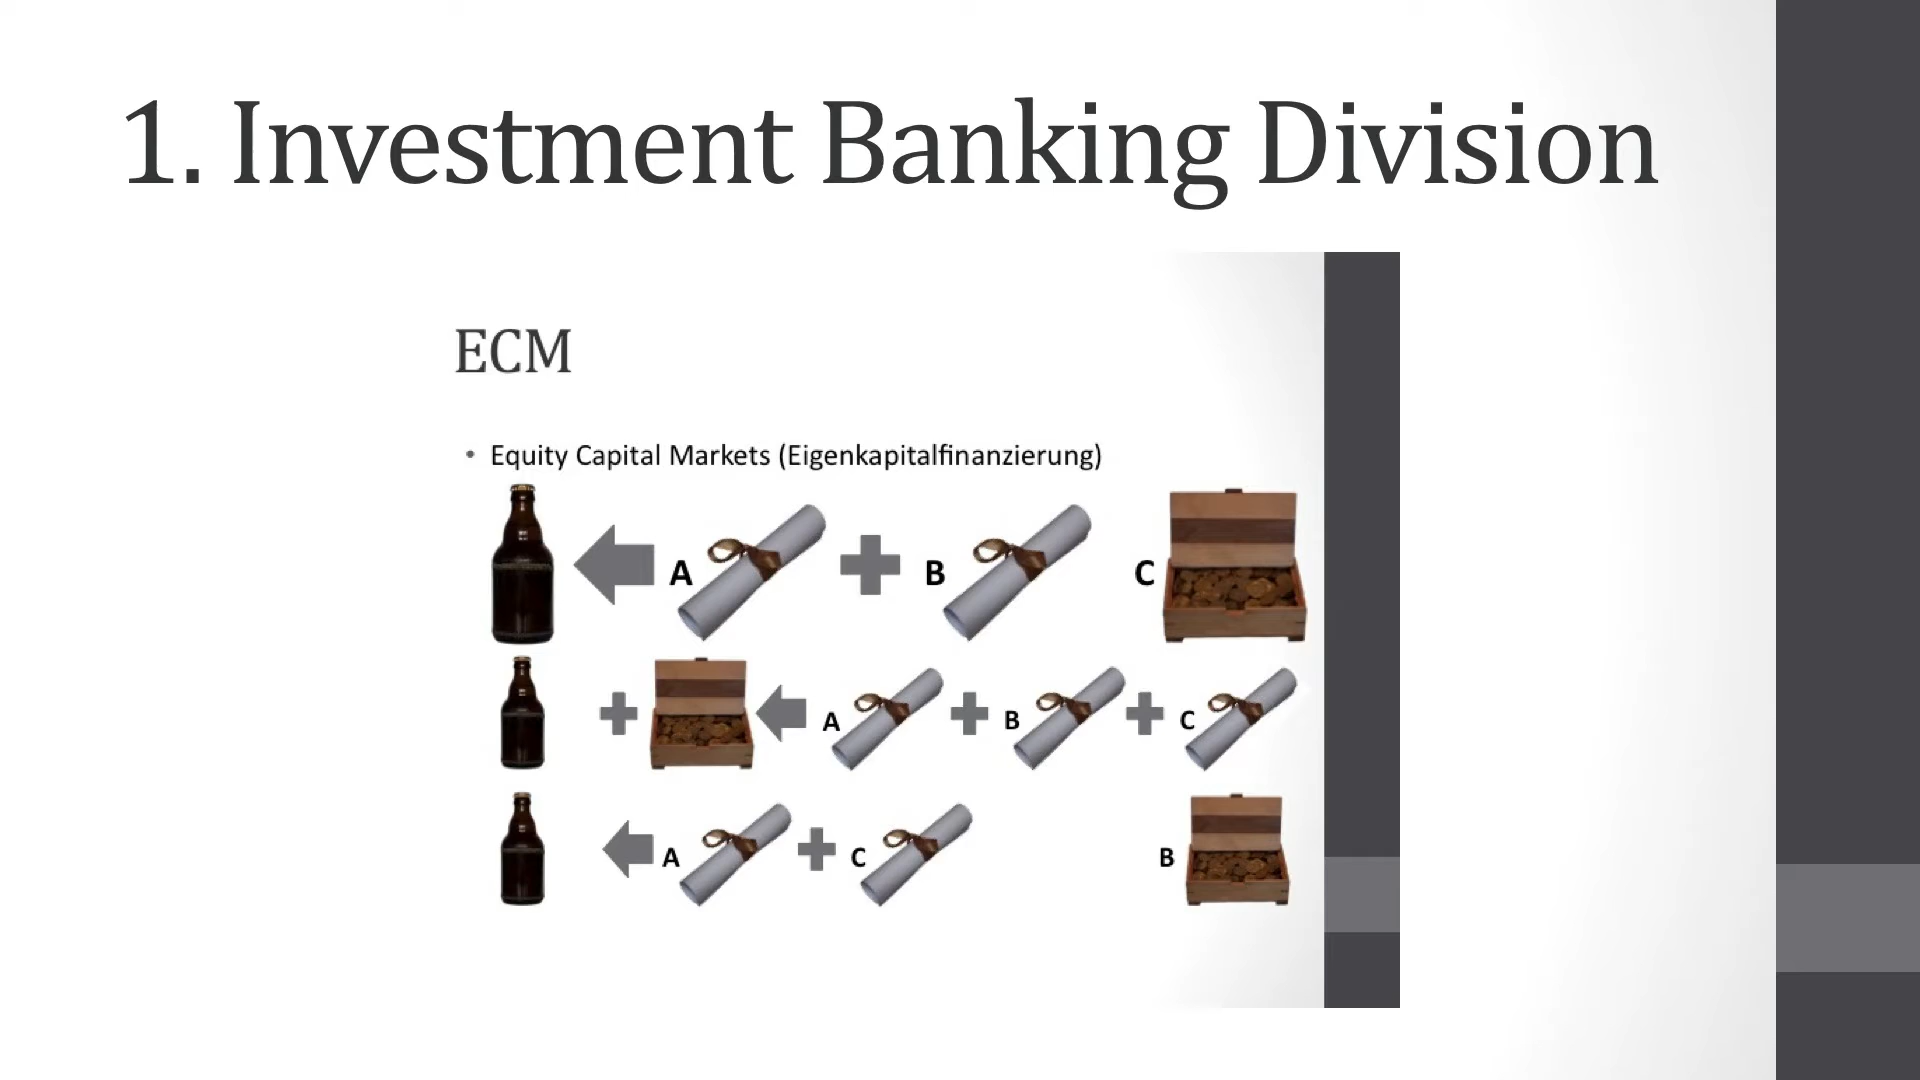 1. Investment Banking Division
ECM
• Equity Capital Markets (Eigenkapitalfinanzierung)
A B C
A B C
A C B